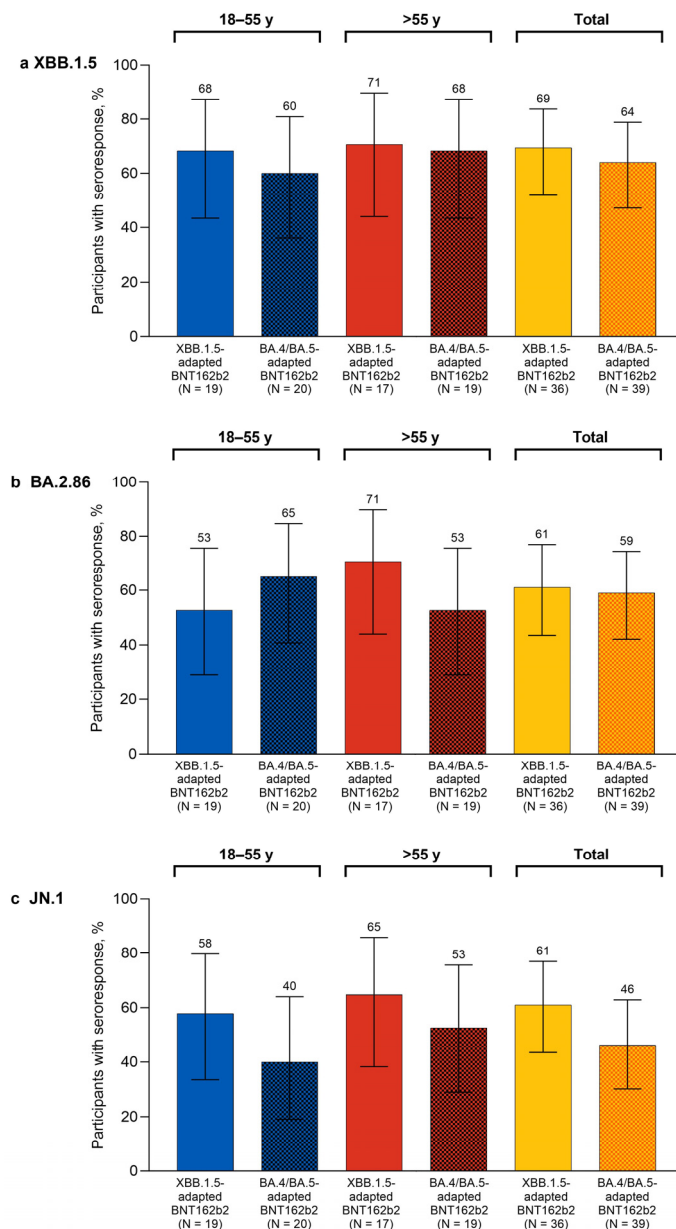 18–55 y >55 y Total
a XBB.1.5
Participants with seroresponse, %
100
80
60
40
20
0
68 60 71 68 69 64
XBB.1.5- BA.4/BA.5- XBB.1.5- BA.4/BA.5- XBB.1.5- BA.4/BA.5-
adapted adapted adapted adapted adapted adapted
BNT162b2 BNT162b2 BNT162b2 BNT162b2 BNT162b2 BNT162b2
(N = 19) (N = 20) (N = 17) (N = 19) (N = 36) (N = 39)
18–55 y >55 y Total
b BA.2.86
Participants with seroresponse, %
100
80
60
40
20
0
53 65 71 53 61 59
XBB.1.5- BA.4/BA.5- XBB.1.5- BA.4/BA.5- XBB.1.5- BA.4/BA.5-
adapted adapted adapted adapted adapted adapted
BNT162b2 BNT162b2 BNT162b2 BNT162b2 BNT162b2 BNT162b2
(N = 19) (N = 20) (N = 17) (N = 19) (N = 36) (N = 39)
18–55 y >55 y Total
c JN.1
Participants with seroresponse, %
100
80
60
40
20
0
58 40 65 53 61 46
XBB.1.5- BA.4/BA.5- XBB.1.5- BA.4/BA.5- XBB.1.5- BA.4/BA.5-
adapted adapted adapted adapted adapted adapted
BNT162b2 BNT162b2 BNT162b2 BNT162b2 BNT162b2 BNT162b2
(N = 19) (N = 20) (N = 17) (N = 19) (N = 36) (N = 39)